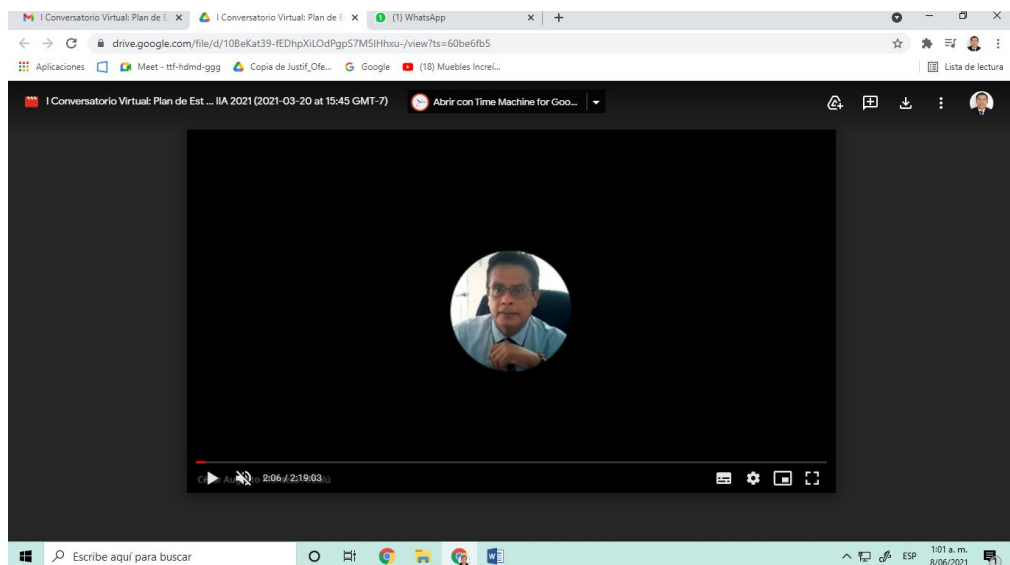 I Conversatorio Virtual: Plan de E
I Conversatorio Virtual: Plan de E
(1) WhatsApp
drive.google.com/file/d/10BeKat39-fEDhpXiLOdPgpS7M5IHhxu-/view?ts=60be6fb5
Aplicaciones Meet - ttf-hdmd-ggg Copia de Justif_Ofe... Google (18) Muebles Increí... Lista de lectura
I Conversatorio Virtual: Plan de Est ... IIA 2021 (2021-03-20 at 15:45 GMT-7) Abrir con Time Machine for Goo...
2:06 / 2:19:03
Escribe aquí para buscar
ESP
1:01 a. m.
8/06/2021